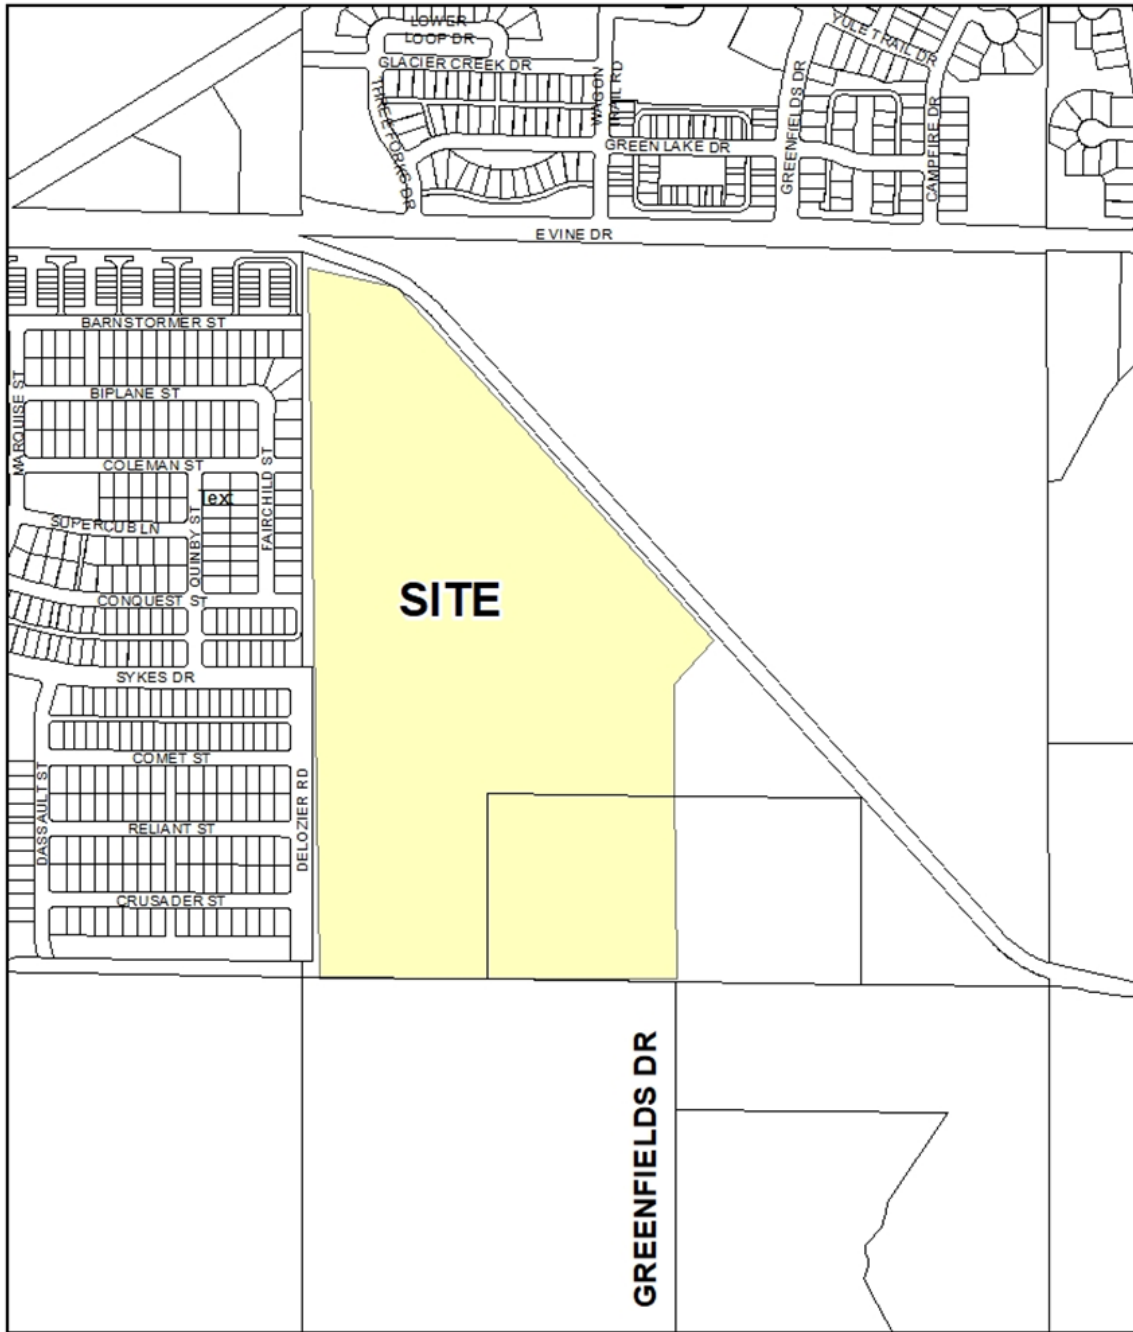 LOWER
LOOP DR
GLACIER CREEK DR
THREE FORKS DR
WAGON
TRAIL RD
GREEN LAKE DR
GREENFIELDS DR
YULE TRAIL DR
CAMPFIRE DR
E VINE DR
BARNSTORMER ST
BIPLANE ST
MARQUISE ST
COLEMAN ST
Text
FAIRCHILD ST
SUPERCUB LN
QUINBY ST
CONQUEST ST
SITE
SYKES DR
COMET ST
DASSAULT ST
DELOZIER RD
RELIANT ST
CRUSADER ST
GREENFIELDS DR